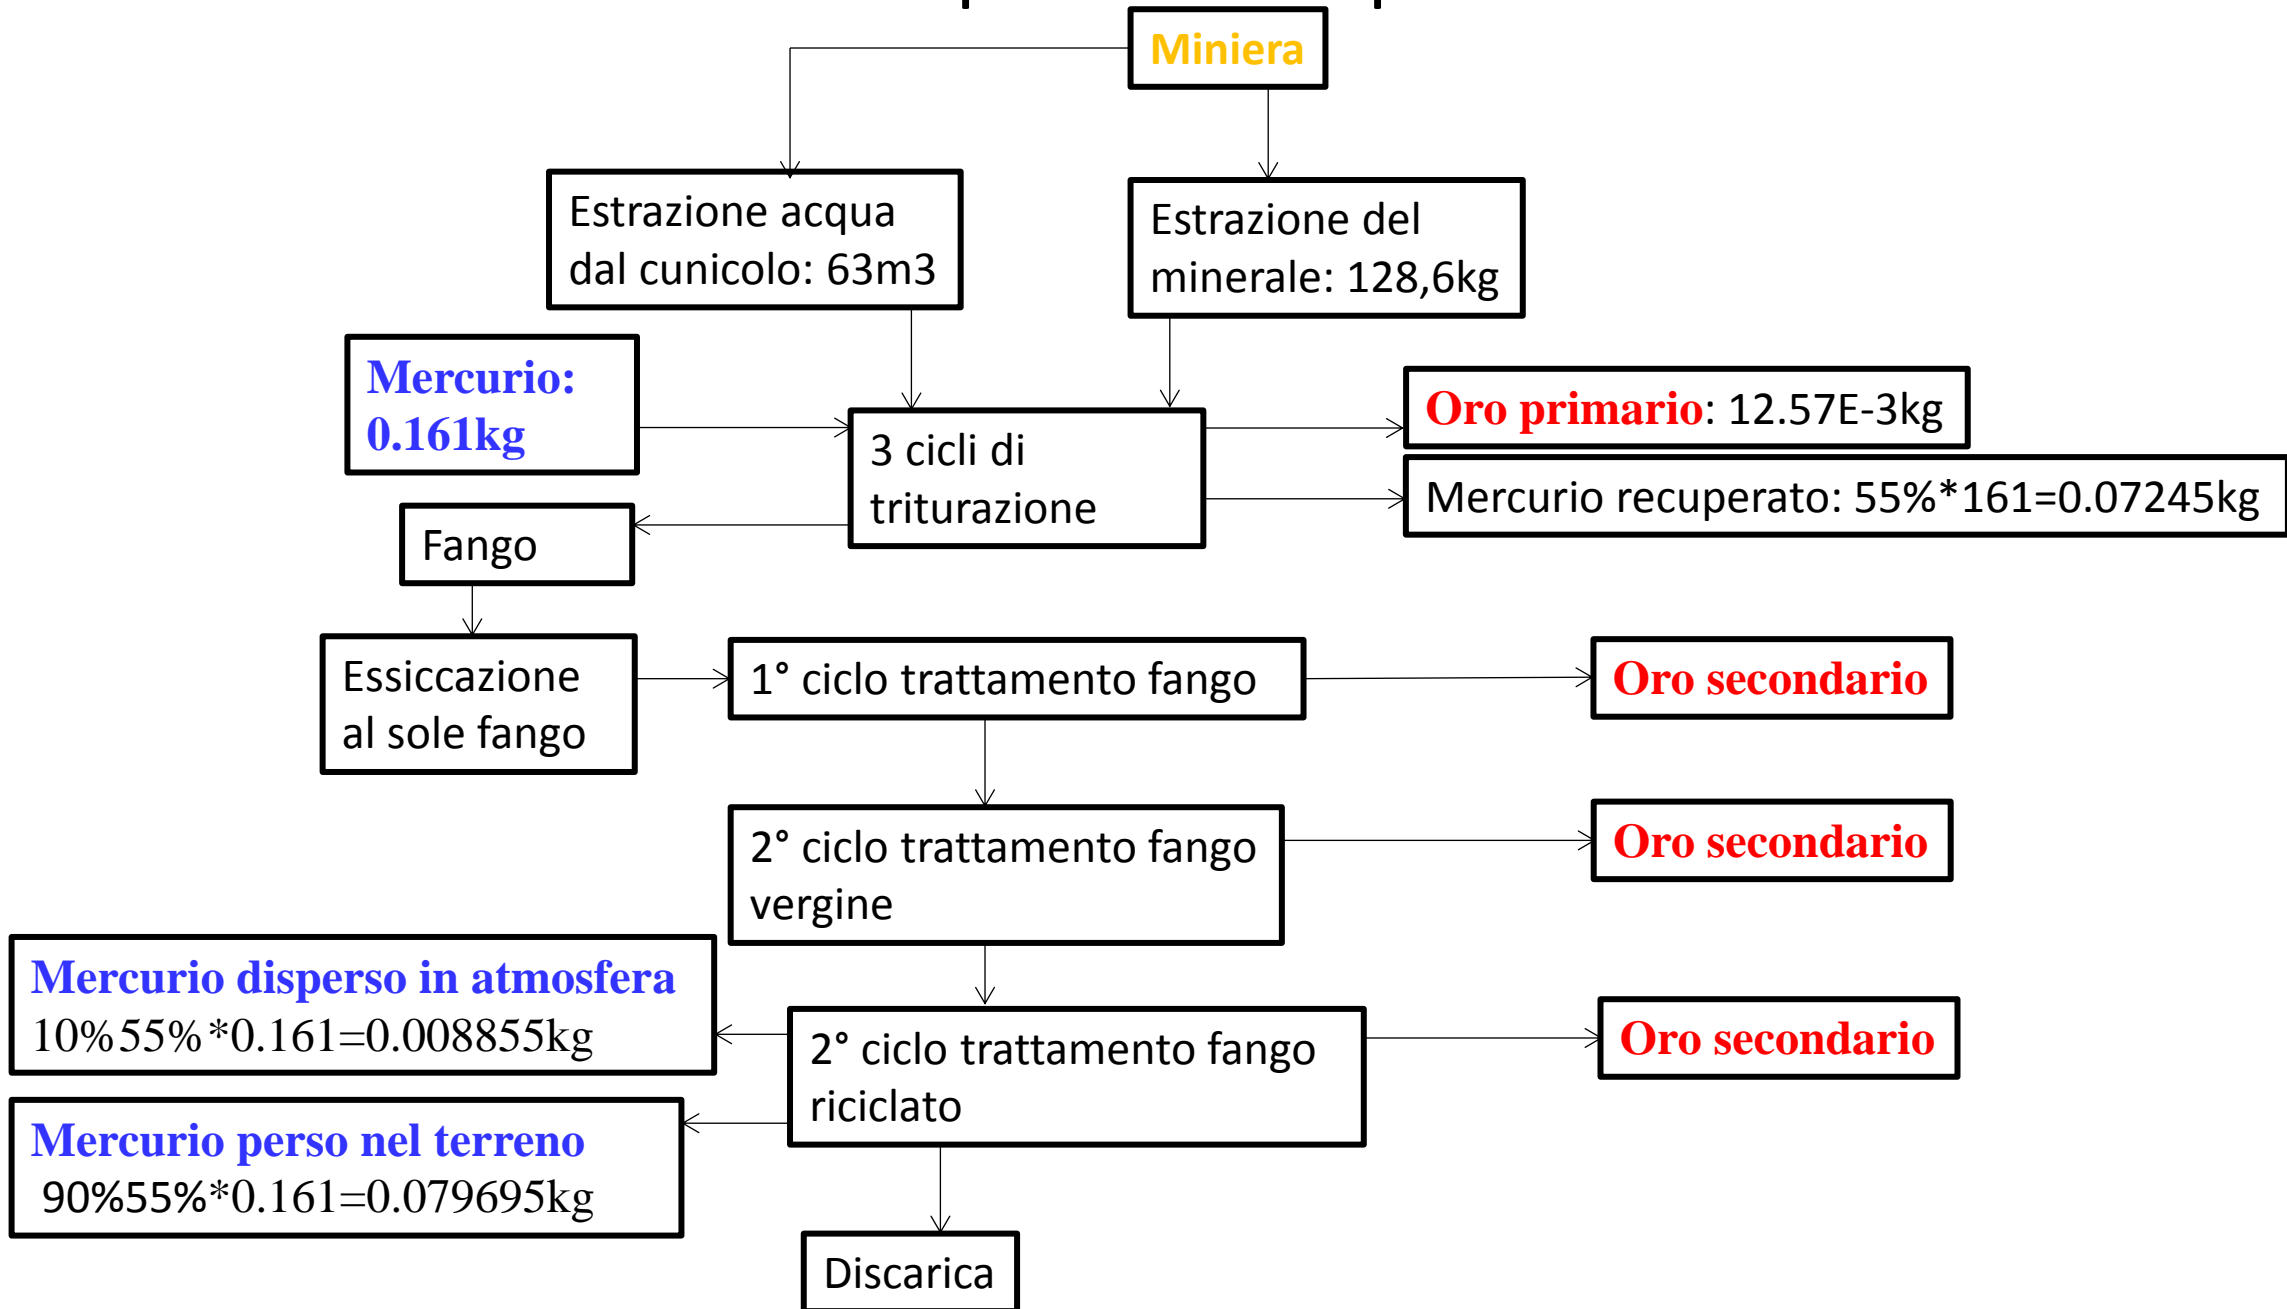 Miniera
Estrazione acqua
dal cunicolo: 63m3
Estrazione del
minerale: 128,6kg
Mercurio:
0.161kg
3 cicli di
triturazione
Oro primario: 12.57E-3kg
Mercurio recuperato: 55%*161=0.07245kg
Fango
Essiccazione
al sole fango
1° ciclo trattamento fango
Oro secondario
2° ciclo trattamento fango
vergine
Oro secondario
Mercurio disperso in atmosfera
10%55%*0.161=0.008855kg
2° ciclo trattamento fango
riciclato
Oro secondario
Mercurio perso nel terreno
90%55%*0.161=0.079695kg
Discarica